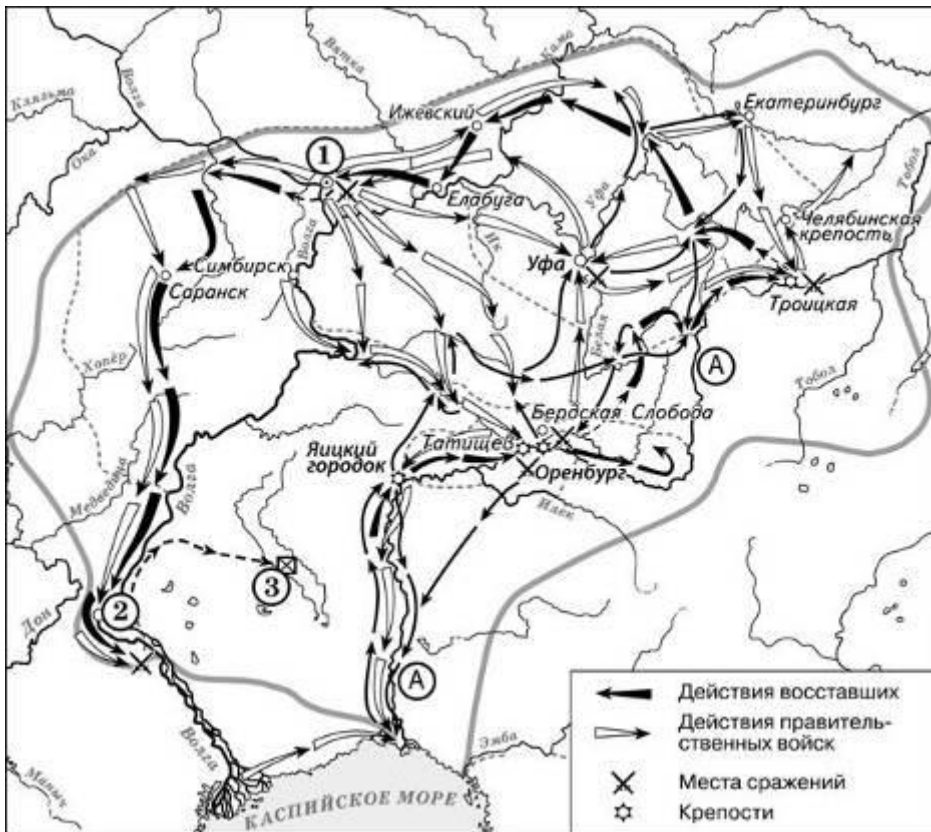 Клязьма
Волга
Вятка
Кама
Ока
Ижевский
Екатеринбург
1
Тобол
Елабуга
Уфа
Челябинская
крепость
Волга
Ик
Уфа
Симбирск
Саранск
Троицкая
Хопёр
Белая
А
Тобол
Бердская Слобода
Яицкий
городок
Татищев
Оренбург
Медведица
Волга
Илек
3
Дон
2
А
Действия восставших
Действия правитель-
ственных войск
Волга
Эмба
Места сражений
Маныч
КАСПИЙСКОЕ МОРЕ
Крепости